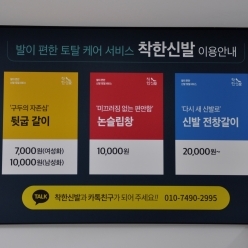 발이 편한 토탈 케어 서비스 착한신발 이용안내
'구두의 자존심'
뒷굽 갈이
7,000원(여성화)
10,000원(남성화)
'미끄러짐 없는 편안함'
논슬립창
10,000원
'다시 새 신발로'
신발 전창갈이
20,000원~
TALK 착한신발과 카톡친구가 되어 주세요!! 010-7490-2995